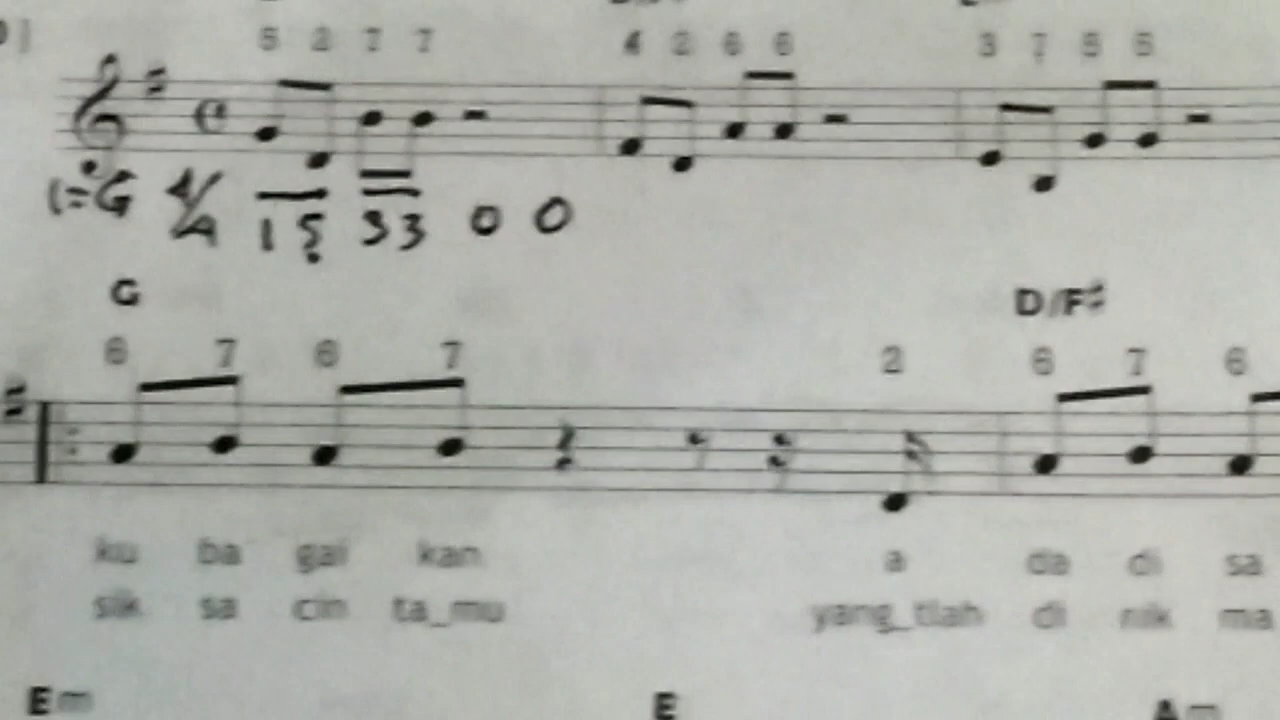 5 2 7 7 4 2 6 6 3 7 5 5
1=G 4/4 1 5 3 3 0 0
G D/F#
6 7 6 7 2 6 7 6
ku ba gai kan a da di sa
sik sa cin ta_mu yang_tlah di nik ma
Em E Am